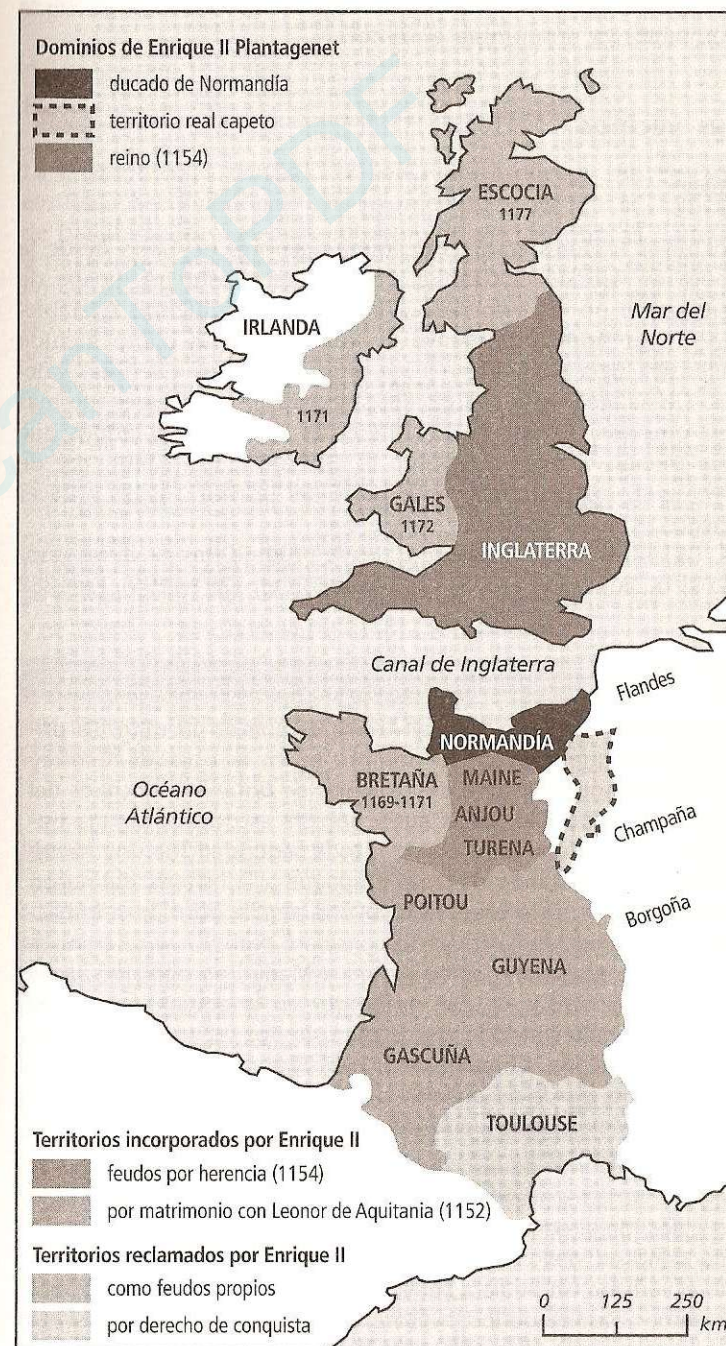 Dominios de Enrique II Plantagenet
ducado de Normandía
territorio real capeto
reino (1154)
ESCOCIA
1177
Mar del
Norte
IRLANDA
1171
GALES
1172
INGLATERRA
Canal de Inglaterra
Flandes
NORMANDÍA
BRETAÑA
1169-1171
MAINE
Océano
Atlántico
ANJOU
Champaña
TURENA
POITOU
Borgoña
GUYENA
GASCUÑA
TOULOUSE
Territorios incorporados por Enrique II
feudos por herencia (1154)
por matrimonio con Leonor de Aquitania (1152)
Territorios reclamados por Enrique II
como feudos propios
por derecho de conquista
0 125 250
km
canToPDF